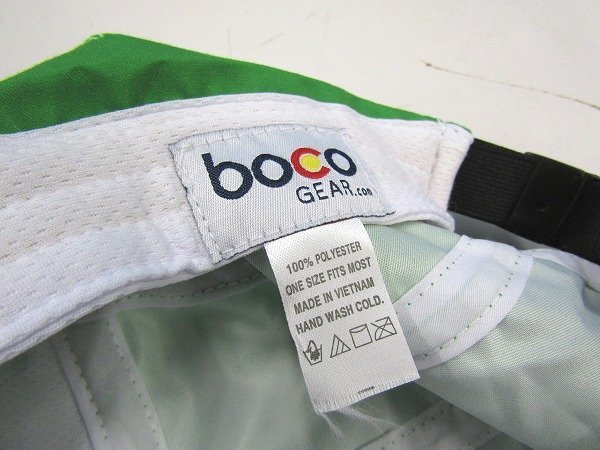 boco
GEAR.com
100% POLYESTER
ONE SIZE FITS MOST
MADE IN VIETNAM
HAND WASH COLD.